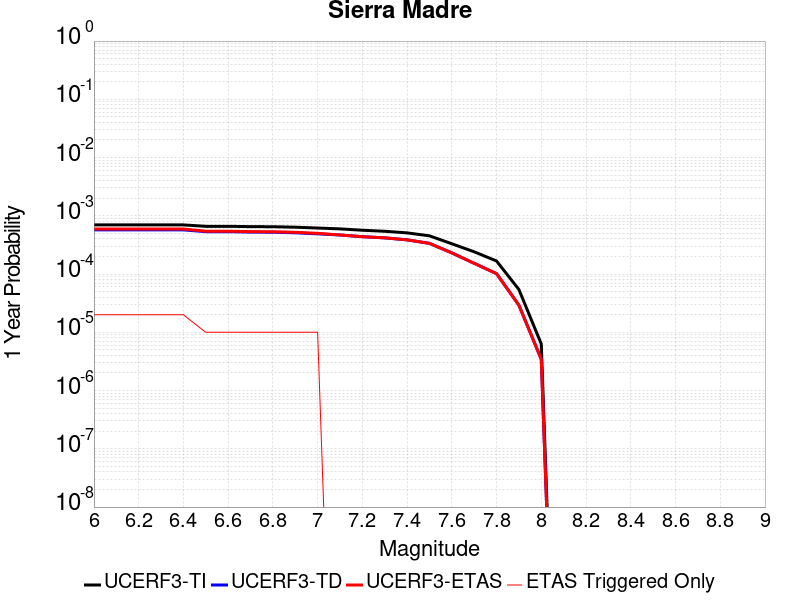 Sierra Madre
10 0
10 -1
10 -2
10 -3
10 -4
10 -5
10 -6
10 -7
10 -8
1 Year Probability
6 6.2 6.4 6.6 6.8 7 7.2 7.4 7.6 7.8 8 8.2 8.4 8.6 8.8 9
Magnitude
UCERF3-TI UCERF3-TD UCERF3-ETAS ETAS Triggered Only